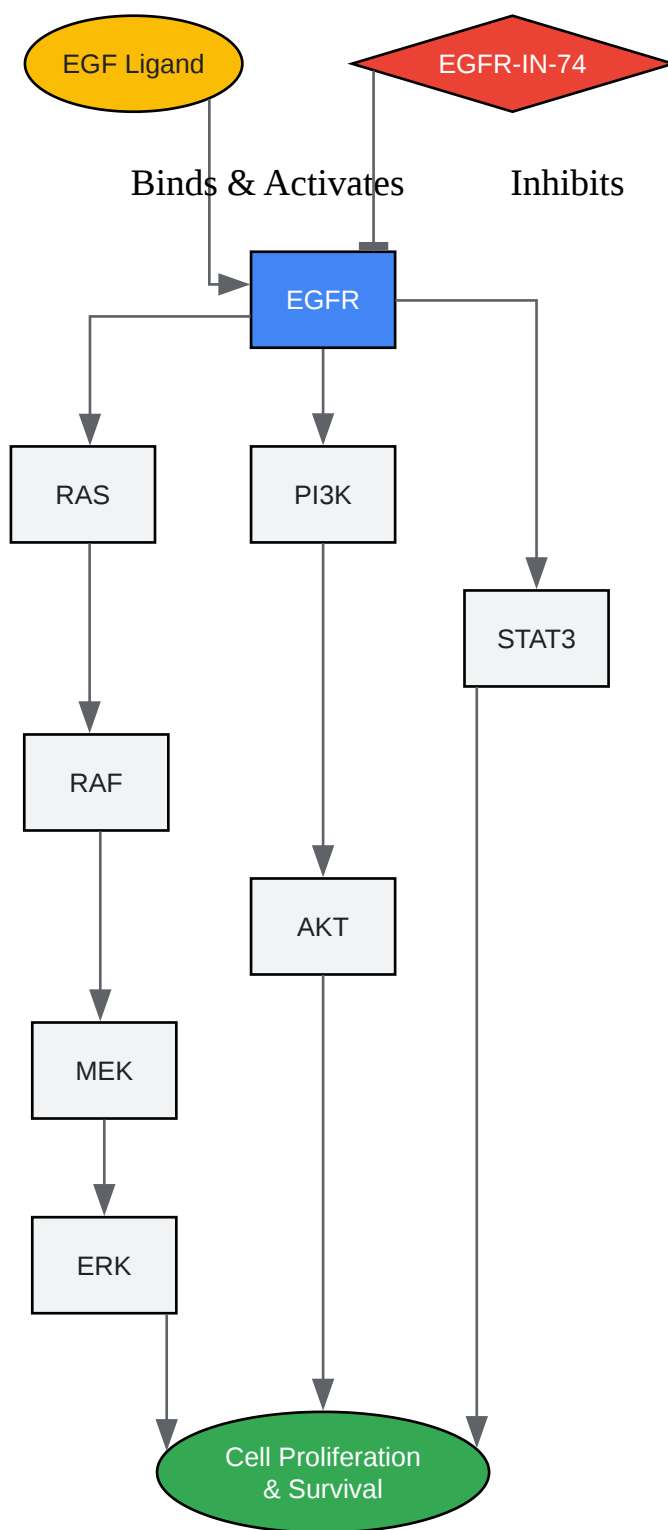 EGF Ligand
EGFR-IN-74
Binds & Activates
Inhibits
EGFR
RAS
PI3K
STAT3
RAF
AKT
MEK
ERK
Cell Proliferation
& Survival